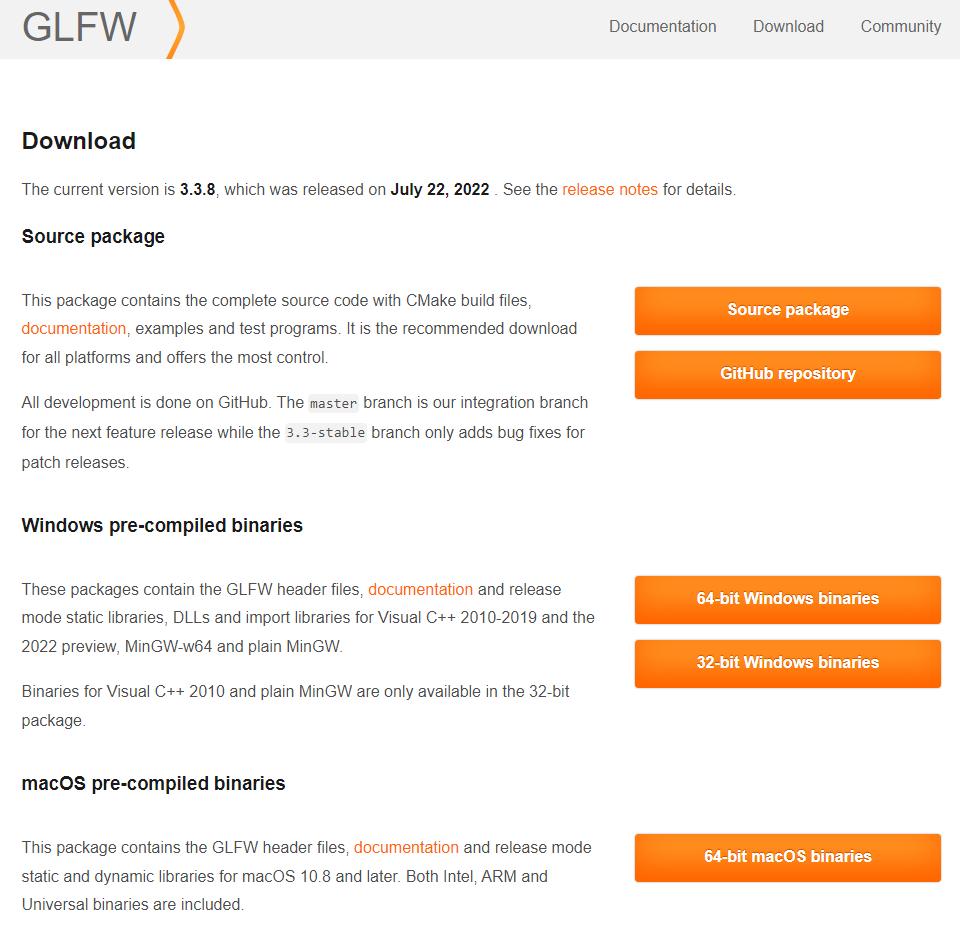 GLFW
Documentation Download Community
Download
The current version is 3.3.8, which was released on July 22, 2022 . See the release notes for details.
Source package
This package contains the complete source code with CMake build files,
documentation, examples and test programs. It is the recommended download
for all platforms and offers the most control.
Source package
GitHub repository
All development is done on GitHub. The master branch is our integration branch
for the next feature release while the 3.3-stable branch only adds bug fixes for
patch releases.
Windows pre-compiled binaries
These packages contain the GLFW header files, documentation and release
mode static libraries, DLLs and import libraries for Visual C++ 2010-2019 and the
2022 preview, MinGW-w64 and plain MinGW.
64-bit Windows binaries
32-bit Windows binaries
Binaries for Visual C++ 2010 and plain MinGW are only available in the 32-bit
package.
macOS pre-compiled binaries
This package contains the GLFW header files, documentation and release mode
static and dynamic libraries for macOS 10.8 and later. Both Intel, ARM and
Universal binaries are included.
64-bit macOS binaries